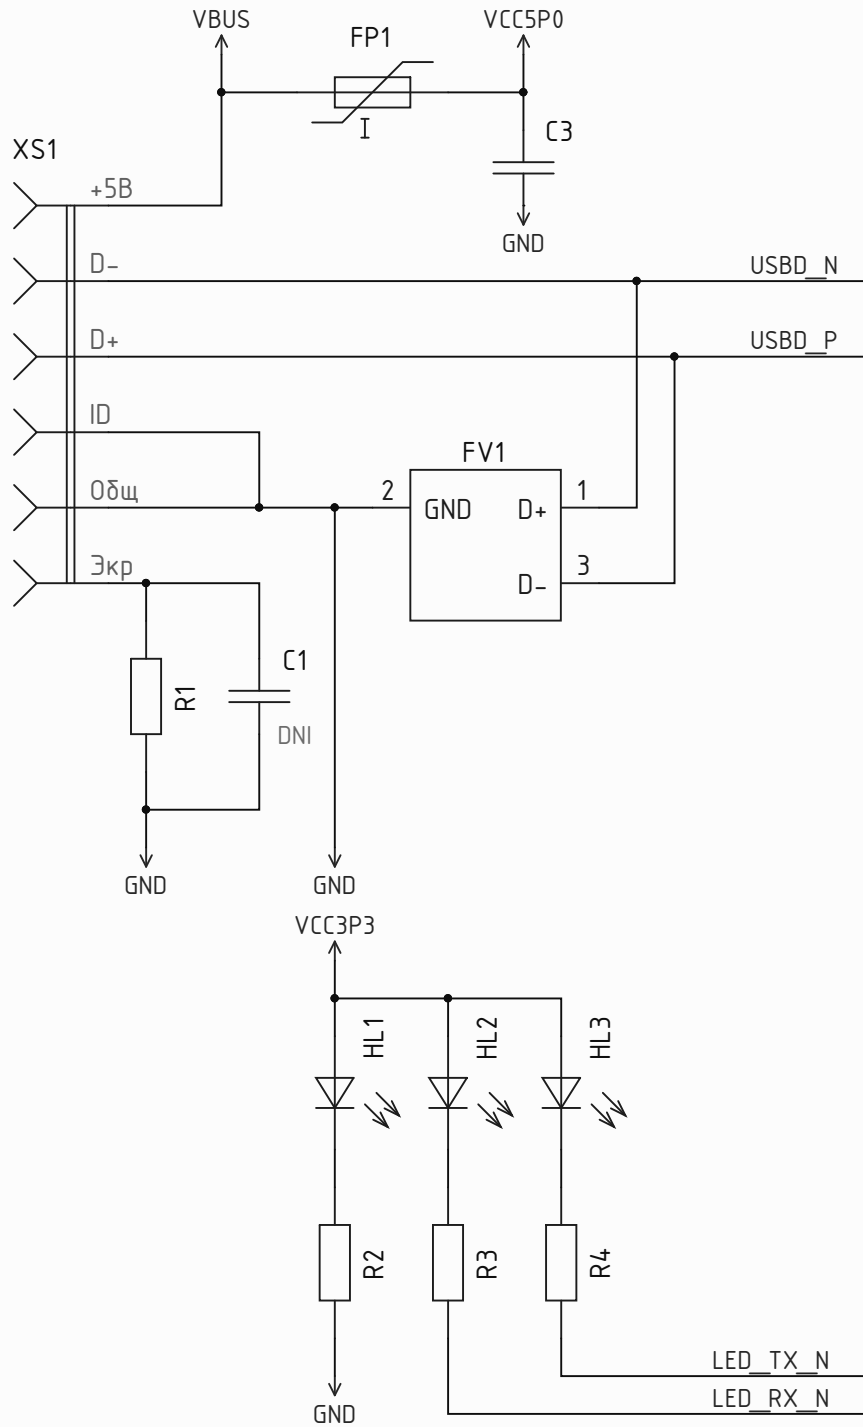 VBUS
FP1
VCC5P0
I
C3
XS1
+5В
GND
D-
USBD_N
D+
USBD_P
ID
FV1
Общ
2
GND
D+
1
Экр
D-
3
R1
C1
DNI
GND
GND
VCC3P3
HL1
HL2
HL3
R2
R3
R4
LED_TX_N
LED_RX_N
GND